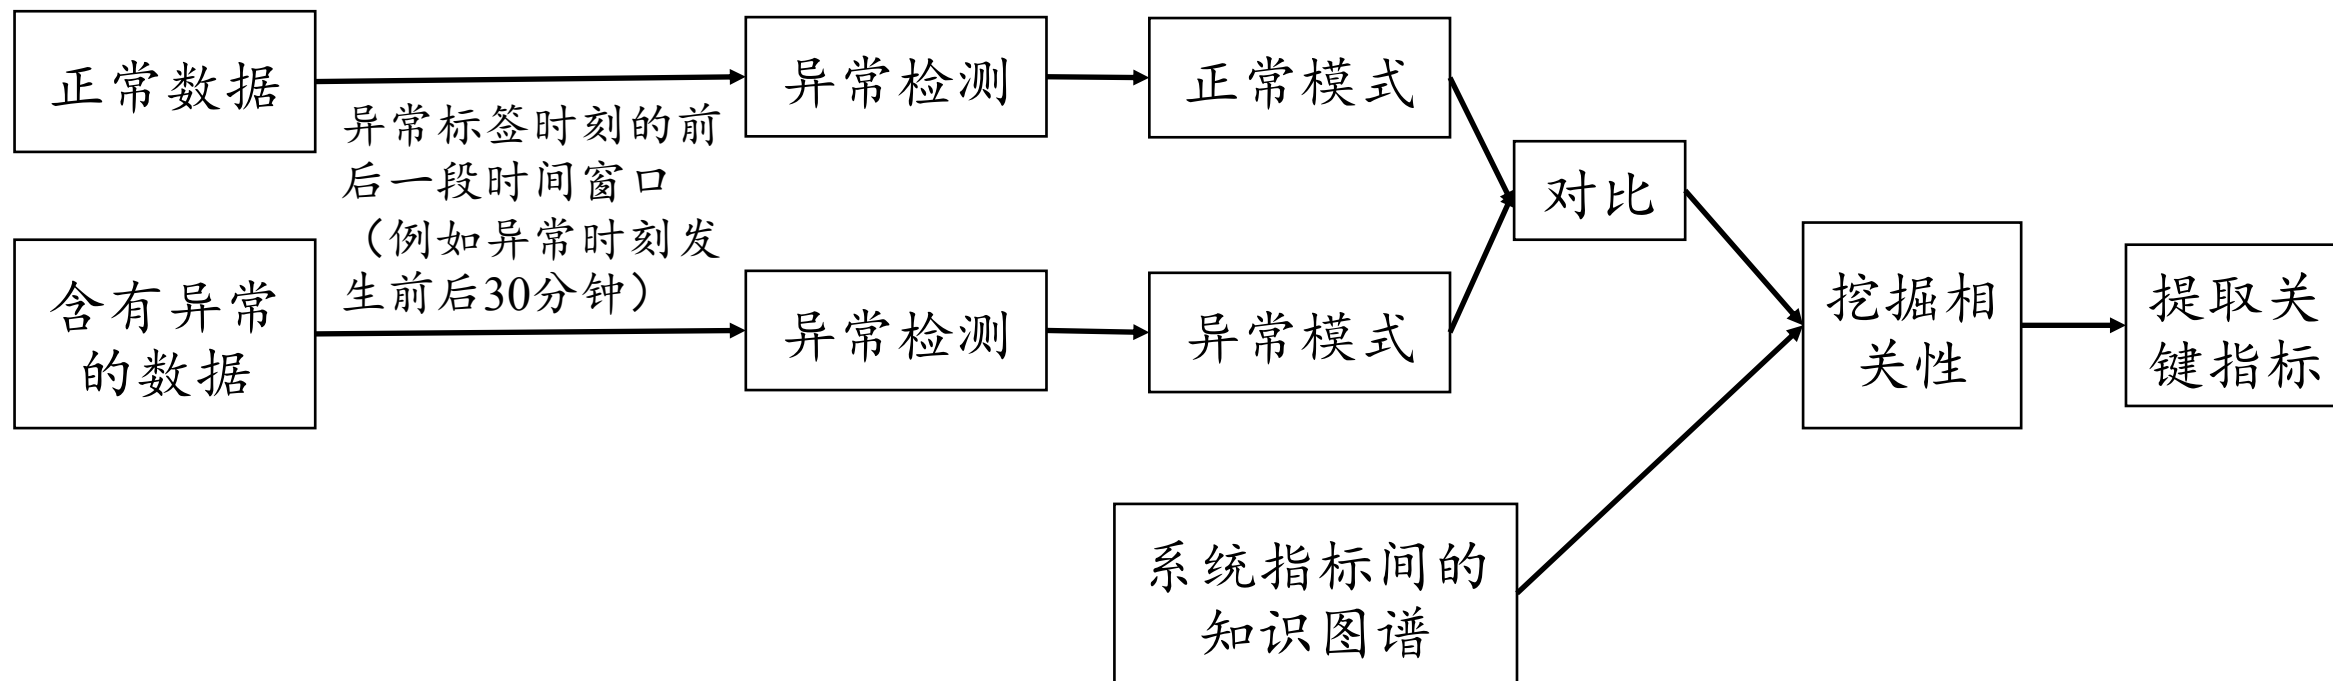 正常数据
异常检测
正常模式
异常标签时刻的前
后一段时间窗口
（例如异常时刻发
生前后30分钟）
对比
含有异常
的数据
异常检测
异常模式
挖掘相
关性
提取关
键指标
系统指标间的
知识图谱